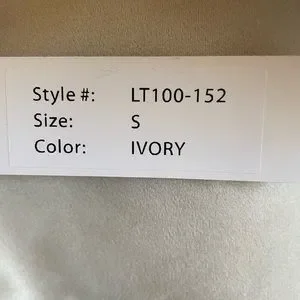 Style #: LT100-152
Size: S
Color: IVORY